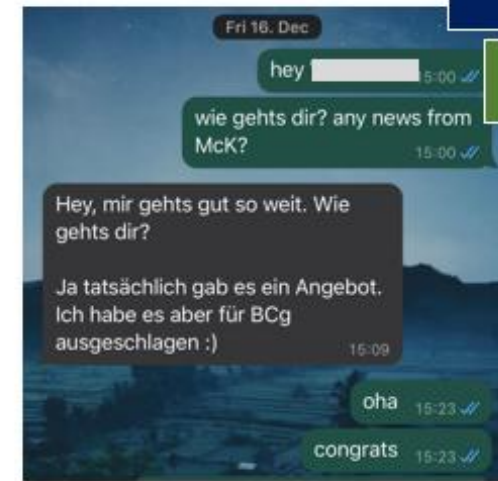 Fri 16. Dec
hey
15:00
wie gehts dir? any news from
McK?
15:00
Hey, mir gehts gut so weit. Wie
gehts dir?
Ja tatsächlich gab es ein Angebot.
Ich habe es aber für BCg
ausgeschlagen :)
15:09
oha 15:23
congrats 15:23